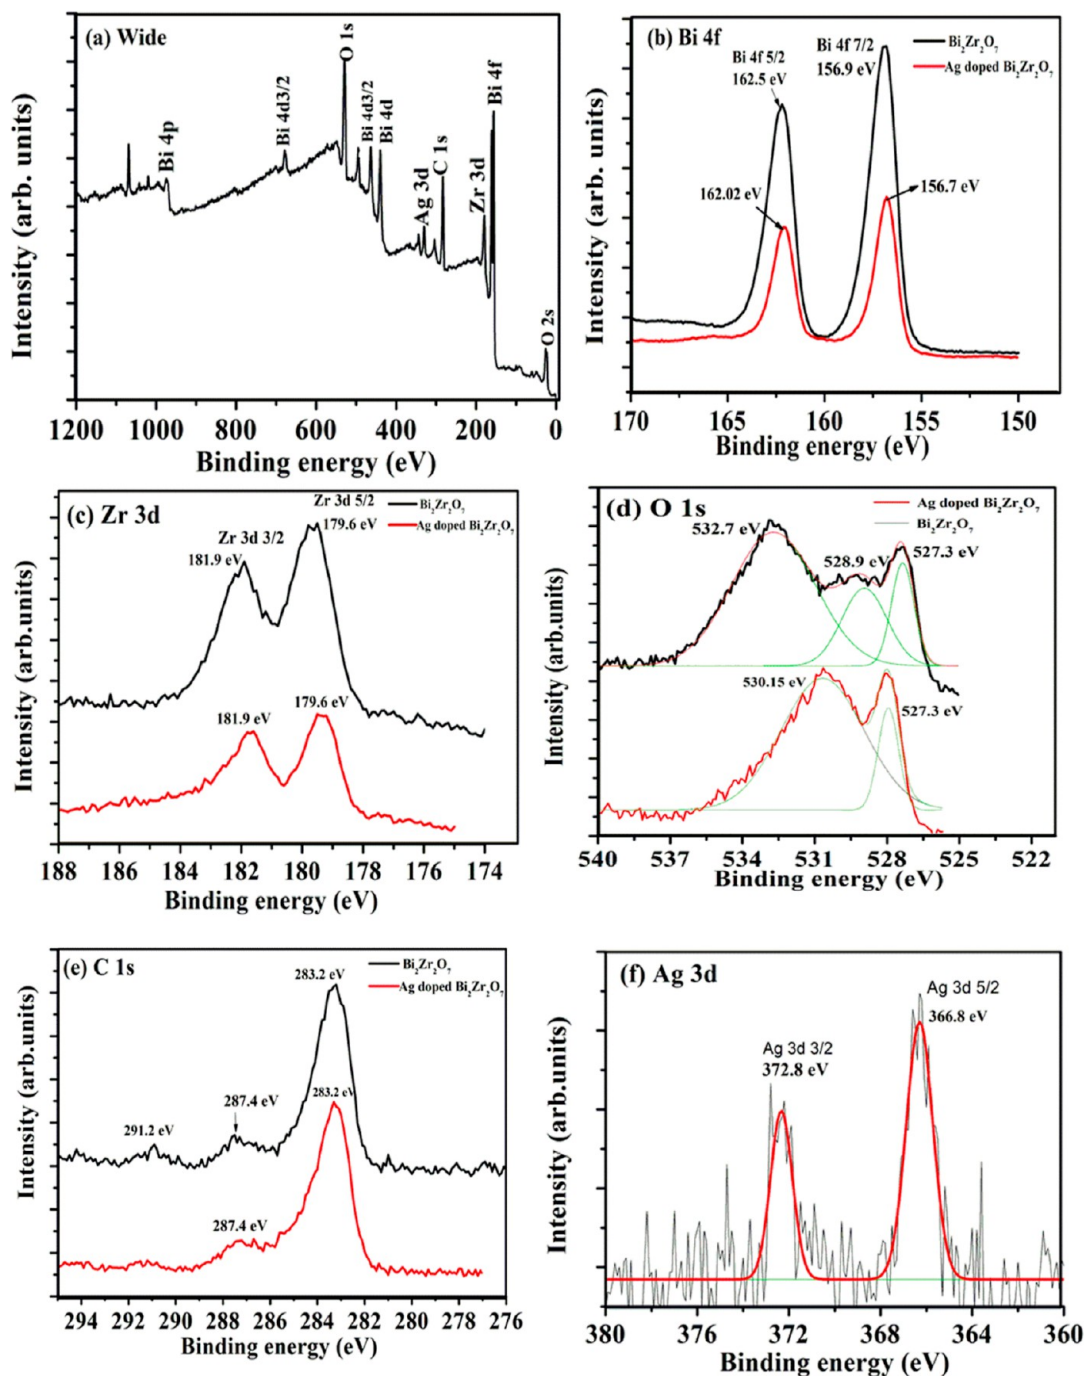 (a) Wide
Bi 4p
Bi 4d3/2
O 1s
Bi 4d3/2
Bi 4d
Ag 3d
C 1s
Zr 3d
Bi 4f
O 2s
Intensity (arb. units)
1200 1000 800 600 400 200 0
Binding energy (eV)
(b) Bi 4f
Bi 4f 5/2
162.5 eV
Bi 4f 7/2
156.9 eV
Bi₂Zr₂O₇
Ag doped Bi₂Zr₂O₇
162.02 eV
156.7 eV
Intensity (arb. units)
170 165 160 155 150
Binding energy (eV)
(c) Zr 3d
Zr 3d 5/2
179.6 eV
Zr 3d 3/2
181.9 eV
Bi₂Zr₂O₇
Ag doped Bi₂Zr₂O₇
181.9 eV
179.6 eV
Intensity (arb.units)
188 186 184 182 180 178 176 174
Binding energy (eV)
(d) O 1s
Ag doped Bi₂Zr₂O₇
Bi₂Zr₂O₇
532.7 eV
528.9 eV
527.3 eV
530.15 eV
527.3 eV
Intensity (arb.units)
540 537 534 531 528 525 522
Binding energy (eV)
(e) C 1s
283.2 eV
Bi₂Zr₂O₇
Ag doped Bi₂Zr₂O₇
291.2 eV
287.4 eV
283.2 eV
287.4 eV
Intensity (arb.units)
294 292 290 288 286 284 282 280 278 276
Binding energy (eV)
(f) Ag 3d
Ag 3d 5/2
366.8 eV
Ag 3d 3/2
372.8 eV
Intensity (arb.units)
380 376 372 368 364 360
Binding energy (eV)